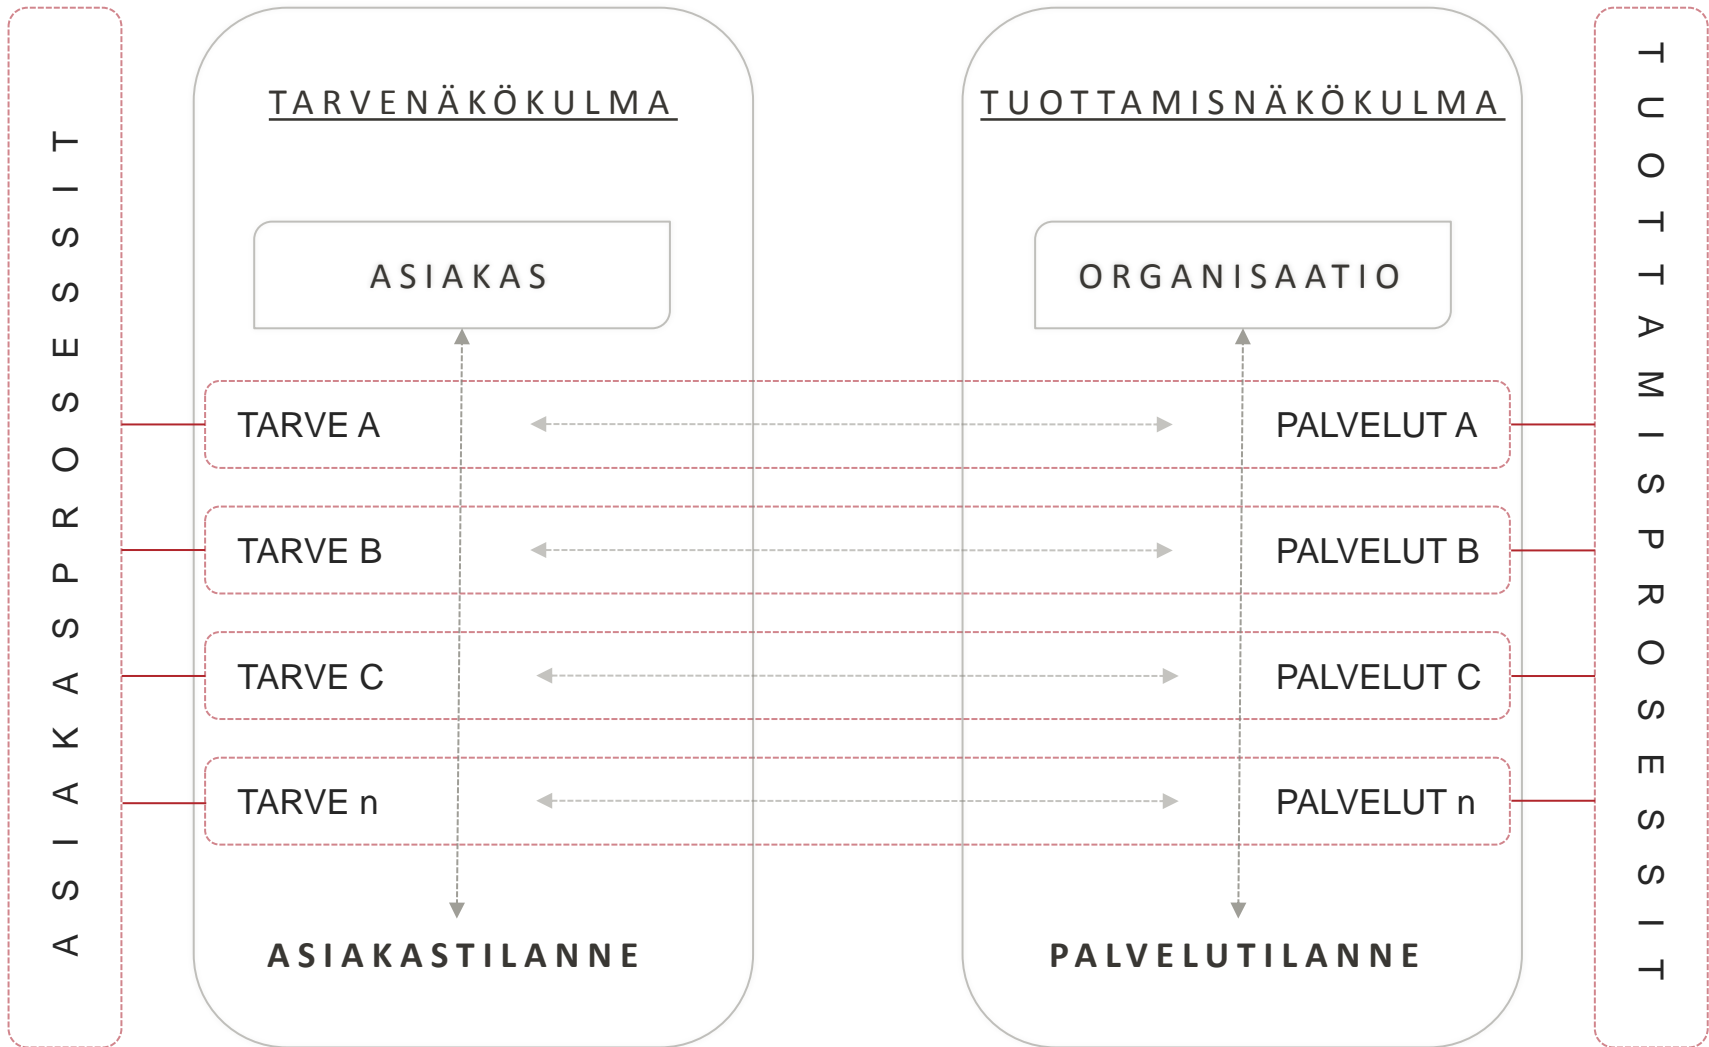 ASIAKASPROSESSIT
TARVENÄKÖKULMA
ASIAKAS
TUOTTAMISNÄKÖKULMA
ORGANISAATIO
TARVE A
PALVELUT A
TARVE B
PALVELUT B
TARVE C
PALVELUT C
TARVE n
PALVELUT n
ASIAKASTILANNE
PALVELUTILANNE
TUOTTAMISPROSESSIT